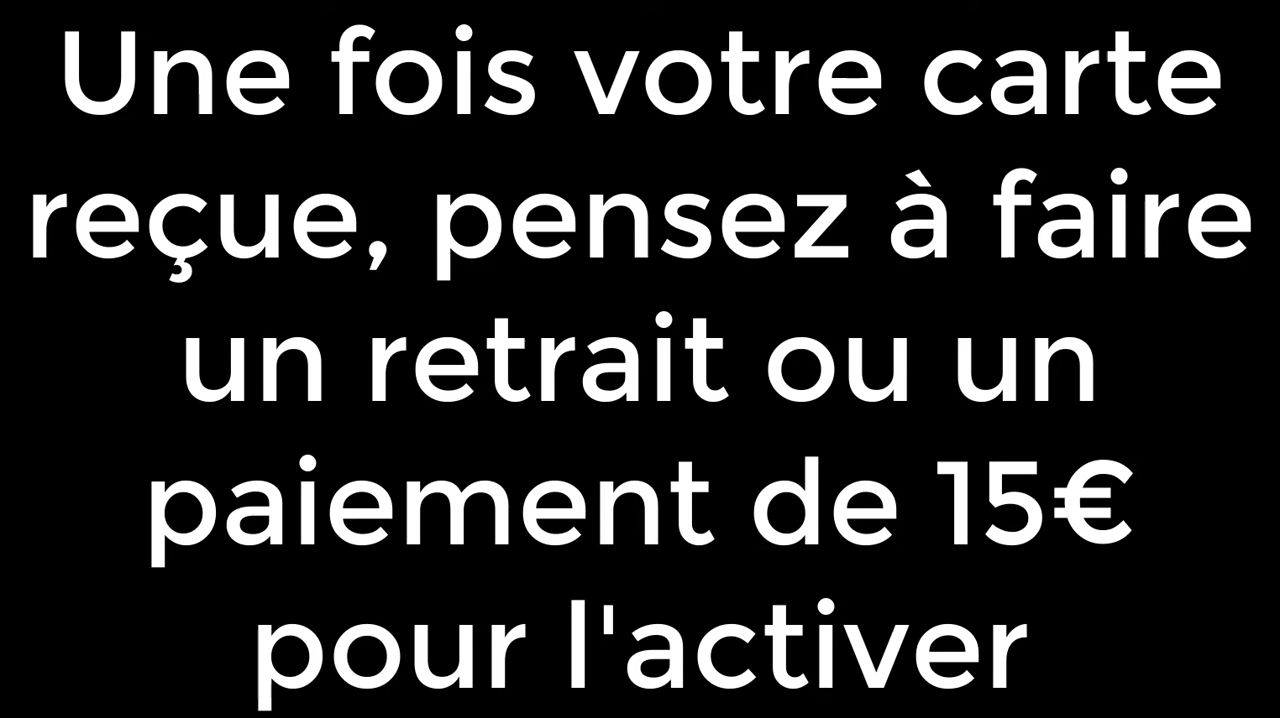 Une fois votre carte
reçue, pensez à faire
un retrait ou un
paiement de 15€
pour l'activer